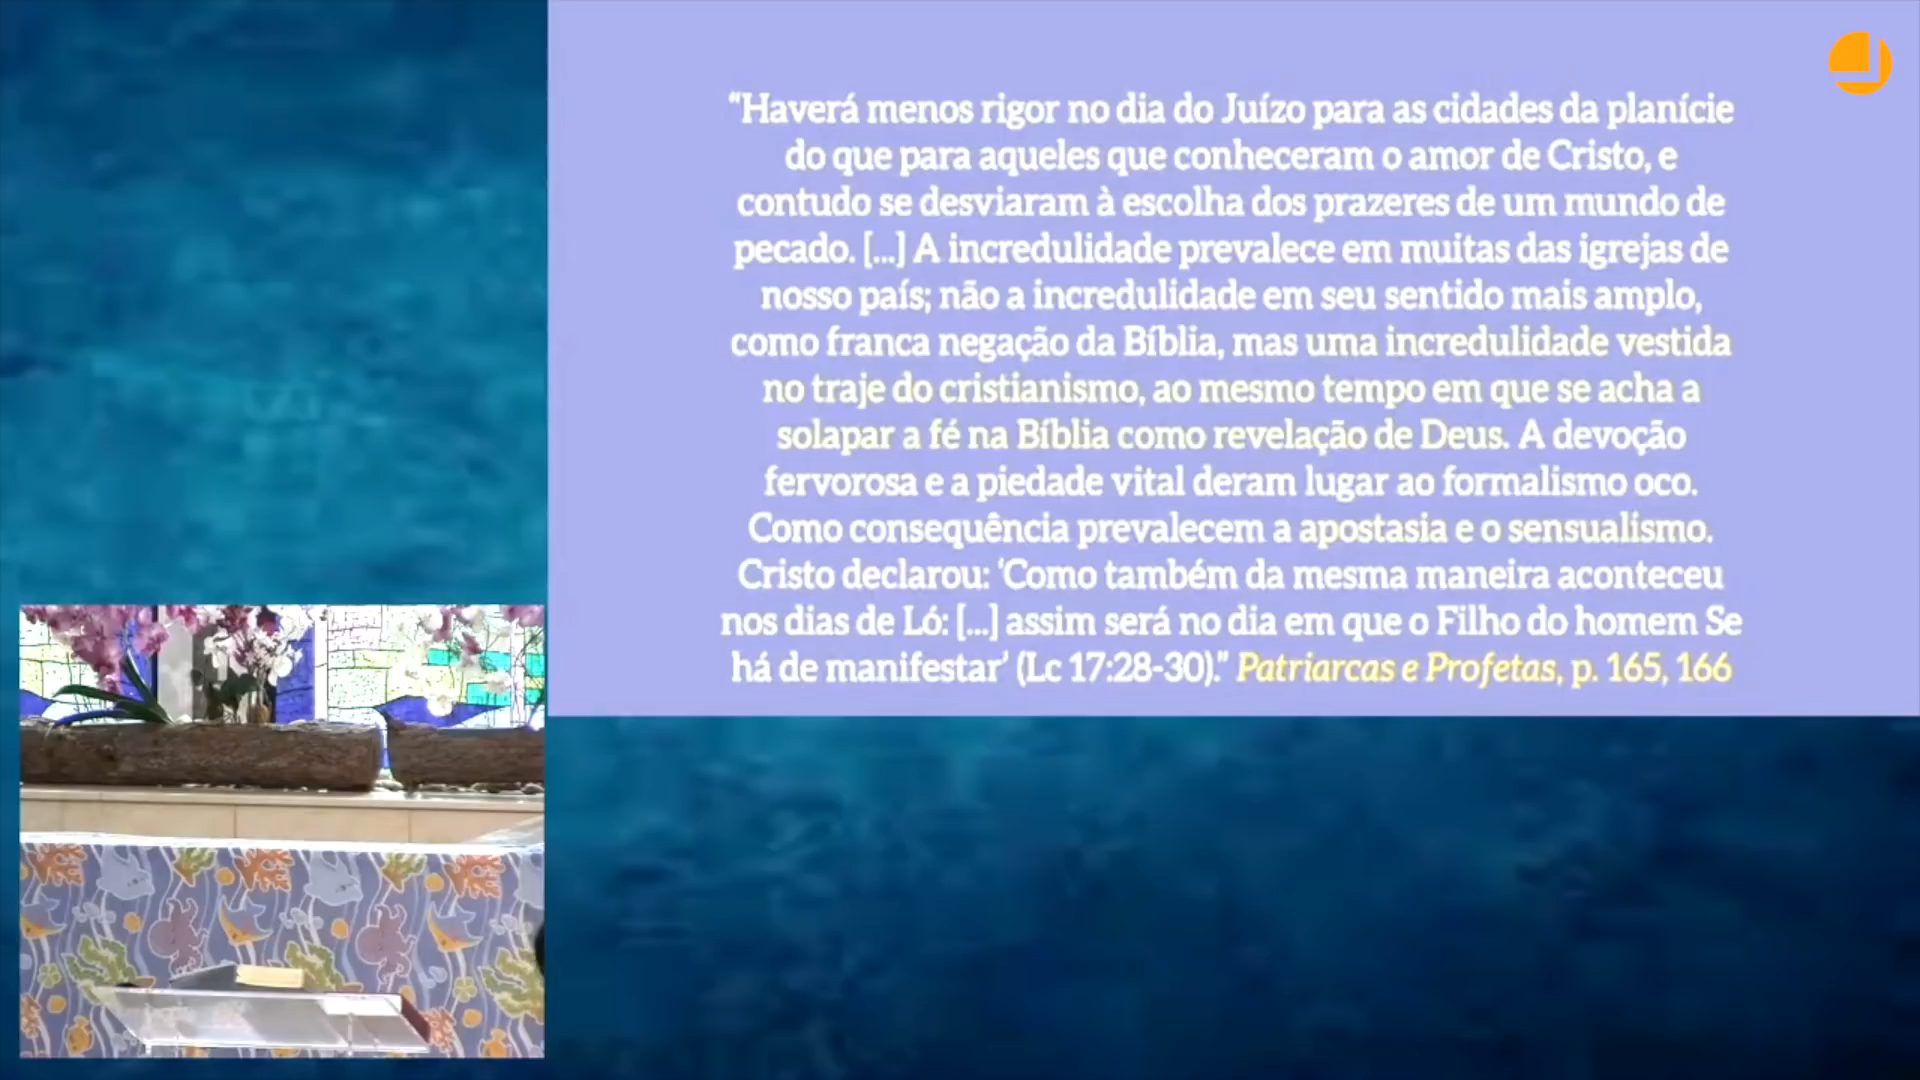 “Haverá menos rigor no dia do Juízo para as cidades da planície
do que para aqueles que conheceram o amor de Cristo, e
contudo se desviaram à escolha dos prazeres de um mundo de
pecado. [...] A incredulidade prevalece em muitas das igrejas de
nosso país; não a incredulidade em seu sentido mais amplo,
como franca negação da Bíblia, mas uma incredulidade vestida
no traje do cristianismo, ao mesmo tempo em que se acha a
solapar a fé na Bíblia como revelação de Deus. A devoção
fervorosa e a piedade vital deram lugar ao formalismo oco.
Como consequência prevalecem a apostasia e o sensualismo.
Cristo declarou: ‘Como também da mesma maneira aconteceu
nos dias de Ló: [...] assim será no dia em que o Filho do homem Se
há de manifestar’ (Lc 17:28-30).” Patriarcas e Profetas, p. 165, 166